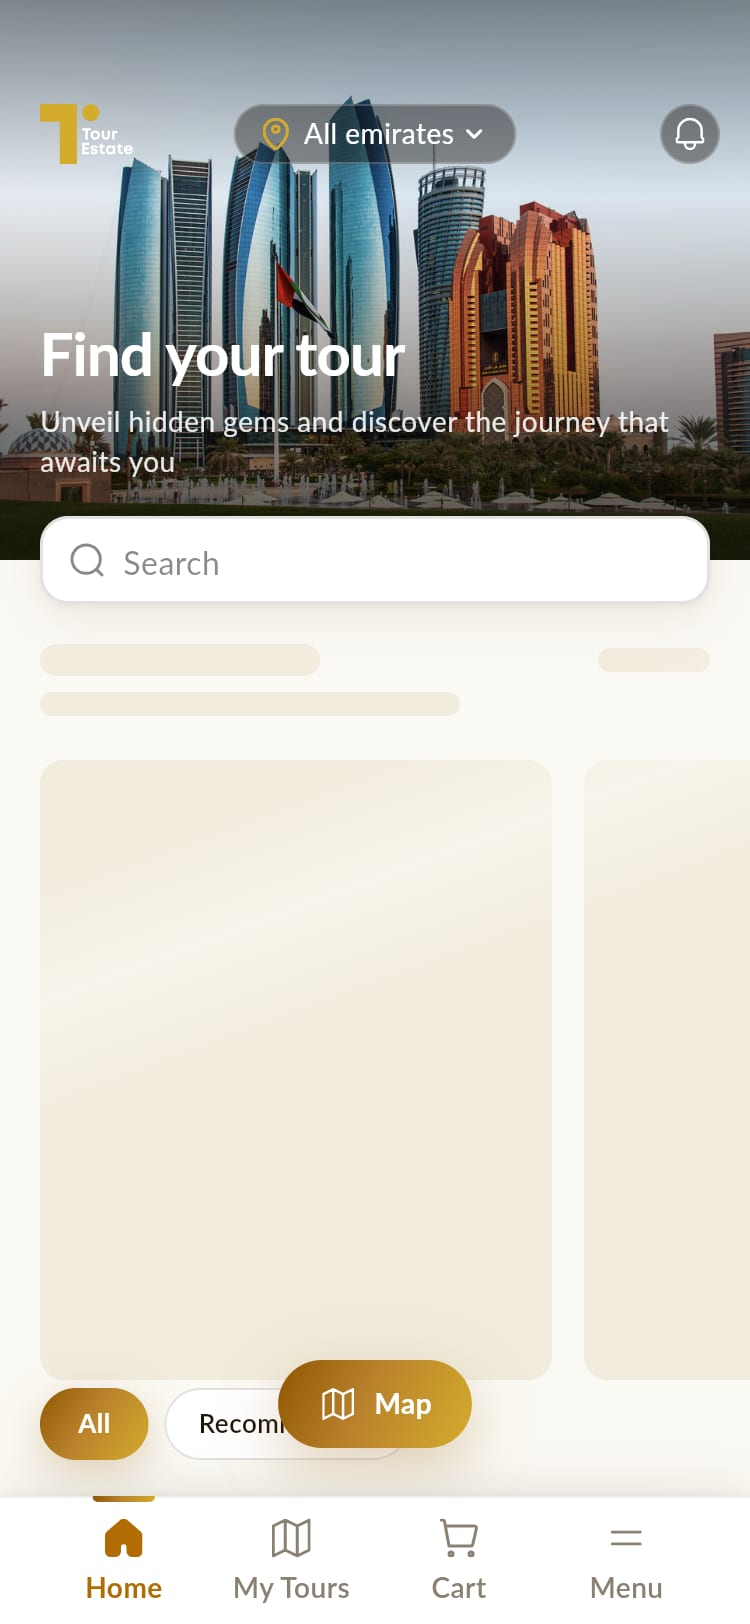 Tour
Estate
All emirates
Find your tour
Unveil hidden gems and discover the journey that
awaits you
Search
All
Map
Home
My Tours
Cart
Menu